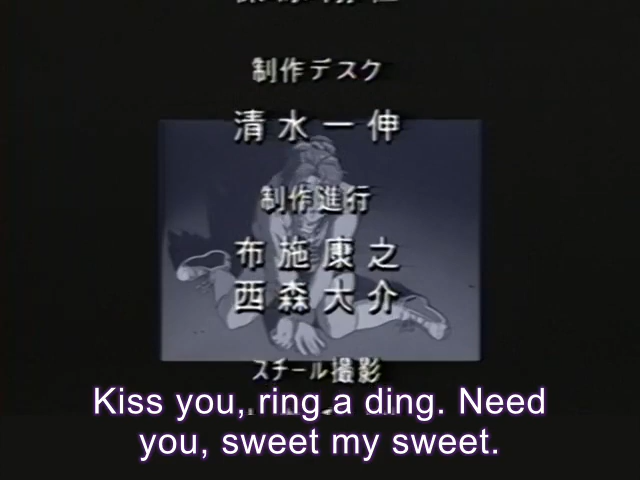 制作デスク
清水一伸
制作進行
布施康之
西森大介
スチール撮影
Kiss you, ring a ding. Need
you, sweet my sweet.